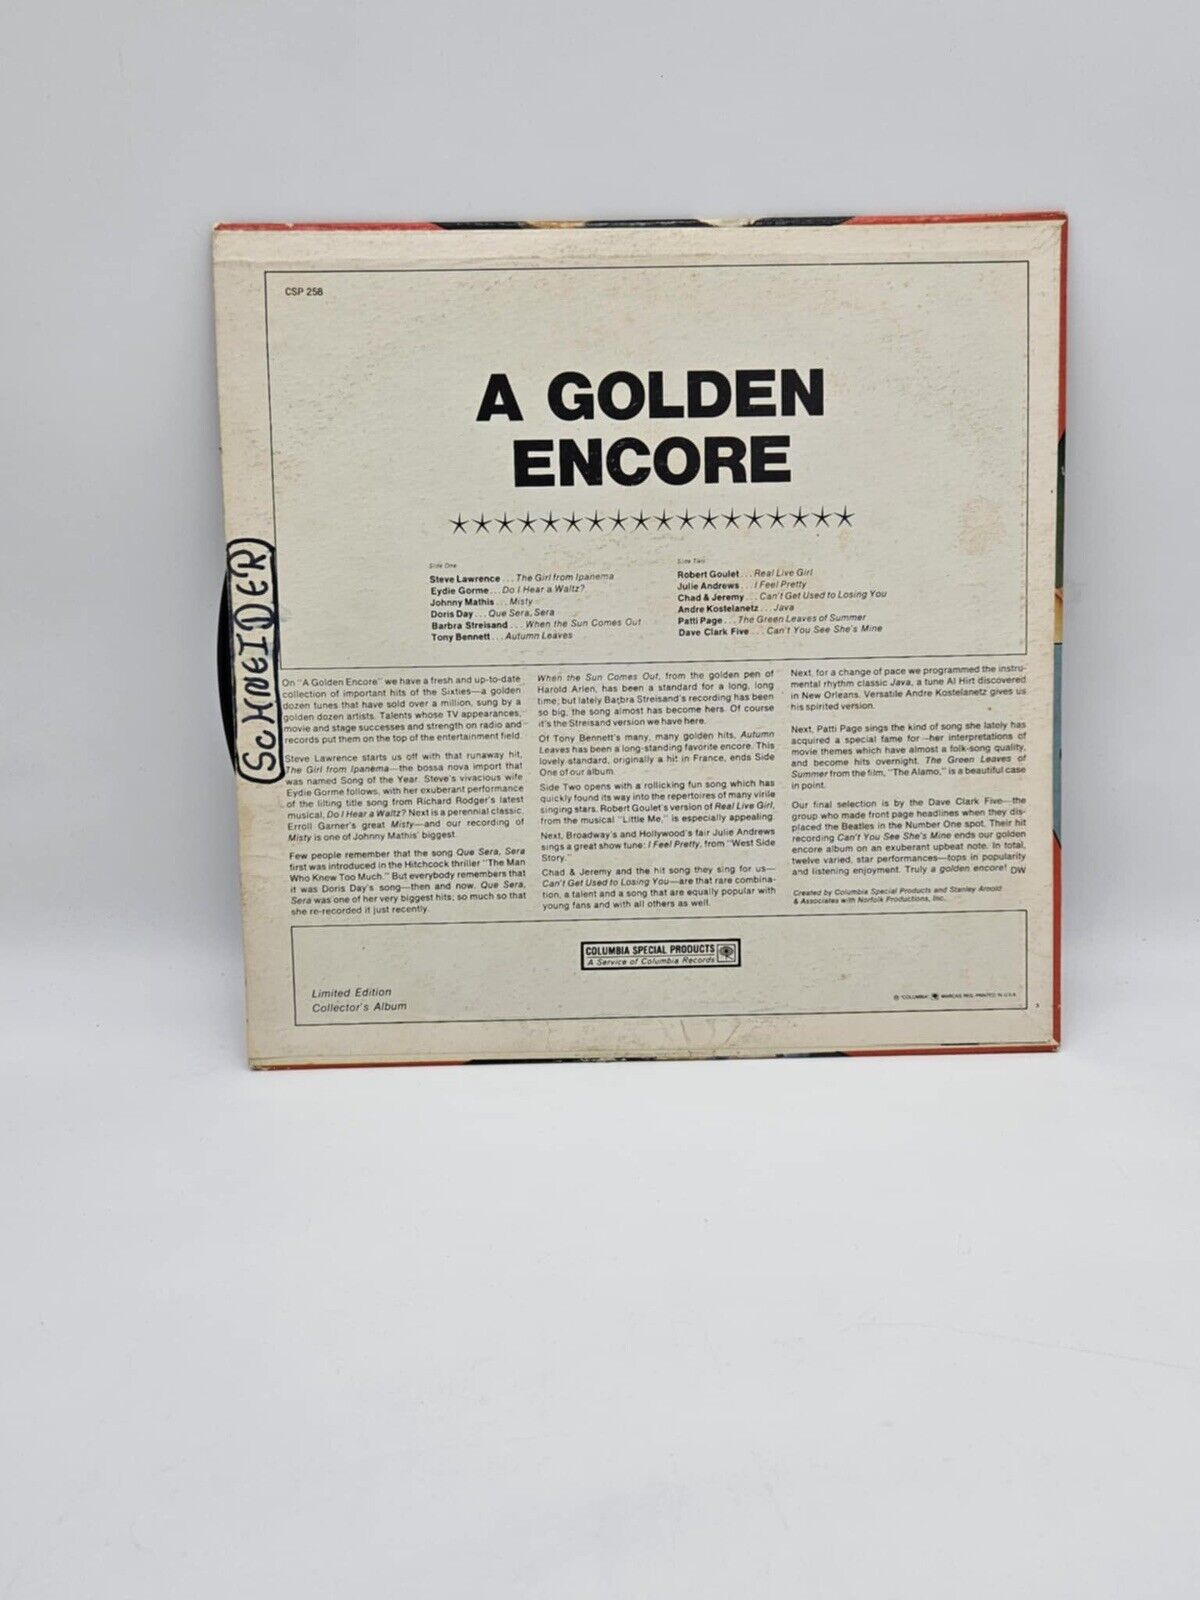 CSP 258
A GOLDEN
ENCORE
Side One
Steve Lawrence... The Girl from Ipanema
Eydie Gorme... Do I Hear a Waltz?
Johnny Mathis... Misty
Doris Day... Que Sera, Sera
Barbra Streisand... When the Sun Comes Out
Tony Bennett... Autumn Leaves
Side Two
Robert Goulet... Real Live Girl
Julie Andrews... I Feel Pretty
Chad & Jeremy... Can't Get Used to Losing You
Andre Kostelanetz... Java
Patti Page... The Green Leaves of Summer
Dave Clark Five... Can't You See She's Mine
SCHNEIDER
On "A Golden Encore" we have a fresh and up-to-date
collection of important hits of the Sixties—a golden
dozen tunes that have sold over a million, sung by a
golden dozen artists. Talents whose TV appearances,
movie and stage successes and strength on radio and
records put them on the top of the entertainment field.
Steve Lawrence starts us off with that runaway hit,
The Girl from Ipanema—the bossa nova import that
was named Song of the Year. Steve's vivacious wife
Eydie Gorme follows, with her exuberant performance
of the lilting title song from Richard Rodger's latest
musical, Do I Hear a Waltz? Next is a perennial classic,
Erroll Garner's great Misty—and our recording of
Misty is one of Johnny Mathis' biggest.
Few people remember that the song Que Sera, Sera
first was introduced in the Hitchcock thriller "The Man
Who Knew Too Much." But everybody remembers that
it was Doris Day's song—then and now. Que Sera,
Sera was one of her very biggest hits; so much so that
she re-recorded it just recently.
When the Sun Comes Out, from the golden pen of
Harold Arlen, has been a standard for a long, long
time; but lately Barbra Streisand's recording has been
so big, the song almost has become hers. Of course
it's the Streisand version we have here.
Of Tony Bennett's many, many golden hits, Autumn
Leaves has been a long-standing favorite encore. This
lovely standard, originally a hit in France, ends Side
One of our album.
Side Two opens with a rollicking fun song which has
quickly found its way into the repertoires of many virile
singing stars. Robert Goulet's version of Real Live Girl,
from the musical "Little Me," is especially appealing.
Next, Broadway's and Hollywood's fair Julie Andrews
sings a great show tune: I Feel Pretty, from "West Side
Story."
Chad & Jeremy and the hit song they sing for us—
Can't Get Used to Losing You—are that rare combina-
tion, a talent and a song that are equally popular with
young fans and with all others as well.
Next, for a change of pace we programmed the instru-
mental rhythm classic Java, a tune Al Hirt discovered
in New Orleans. Versatile Andre Kostelanetz gives us
his spirited version.
Next, Patti Page sings the kind of song she lately has
acquired a special fame for—her interpretations of
movie themes which have almost a folk-song quality,
and become hits overnight. The Green Leaves of
Summer from the film, "The Alamo," is a beautiful case
in point.
Our final selection is by the Dave Clark Five—the
group who made front page headlines when they dis-
placed the Beatles in the Number One spot. Their hit
recording Can't You See She's Mine ends our golden
encore album on an exuberant upbeat note. In total,
twelve varied, star performances—tops in popularity
and listening enjoyment. Truly a golden encore! DW
Created by Columbia Special Products and Stanley Arnold
& Associates with Norfolk Productions, Inc.
COLUMBIA SPECIAL PRODUCTS
A Service of Columbia Records
Limited Edition
Collector's Album
® "COLUMBIA" MARCAS REG. PRINTED IN U.S.A.
3